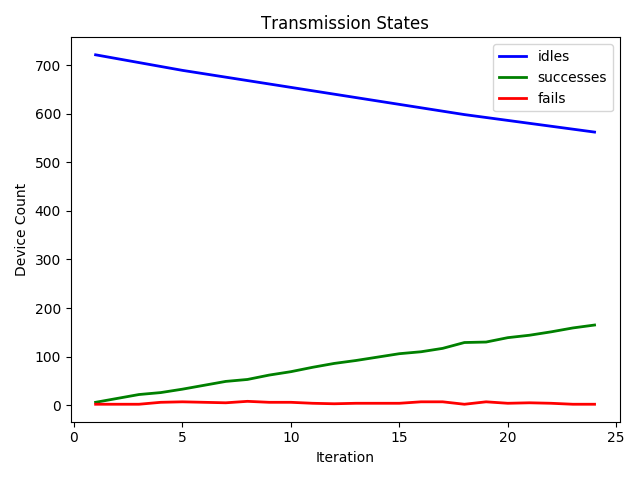 Transmission States
idles
successes
fails
Device Count
700
600
500
400
300
200
100
0
0 5 10 15 20 25
Iteration